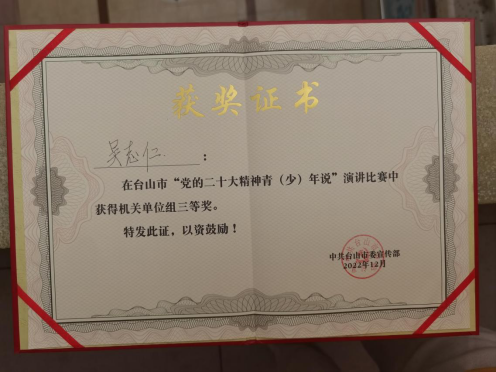 获奖证书
吴志仁：
在台山市“党的二十大精神青（少）年说”演讲比赛中
获得机关单位组三等奖。
特发此证，以资鼓励！
中共台山市委宣传部
2022年12月